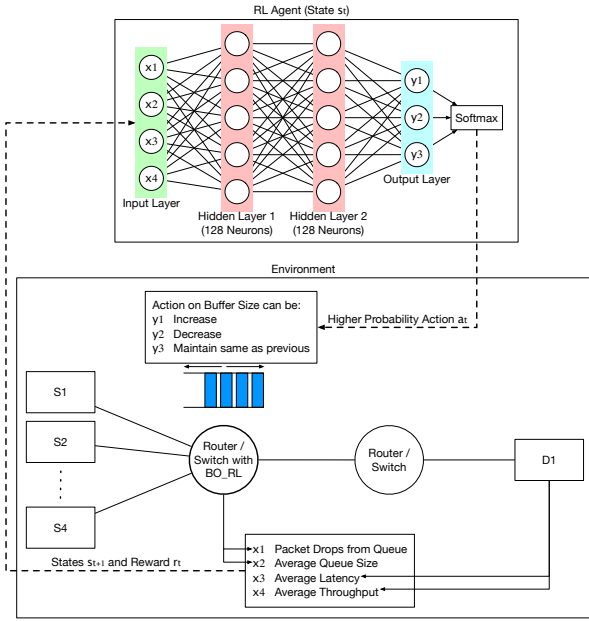 RL Agent (State st)
x1
x2
x3
x4
y1
y2
y3
Softmax
Input Layer
Output Layer
Hidden Layer 1
(128 Neurons)
Hidden Layer 2
(128 Neurons)
Environment
Action on Buffer Size can be:
y1 Increase
y2 Decrease
y3 Maintain same as previous
Higher Probability Action at
S1
S2
S4
Router /
Switch with
BO_RL
Router /
Switch
D1
x1 Packet Drops from Queue
x2 Average Queue Size
x3 Average Latency
x4 Average Throughput
States st+1 and Reward rt